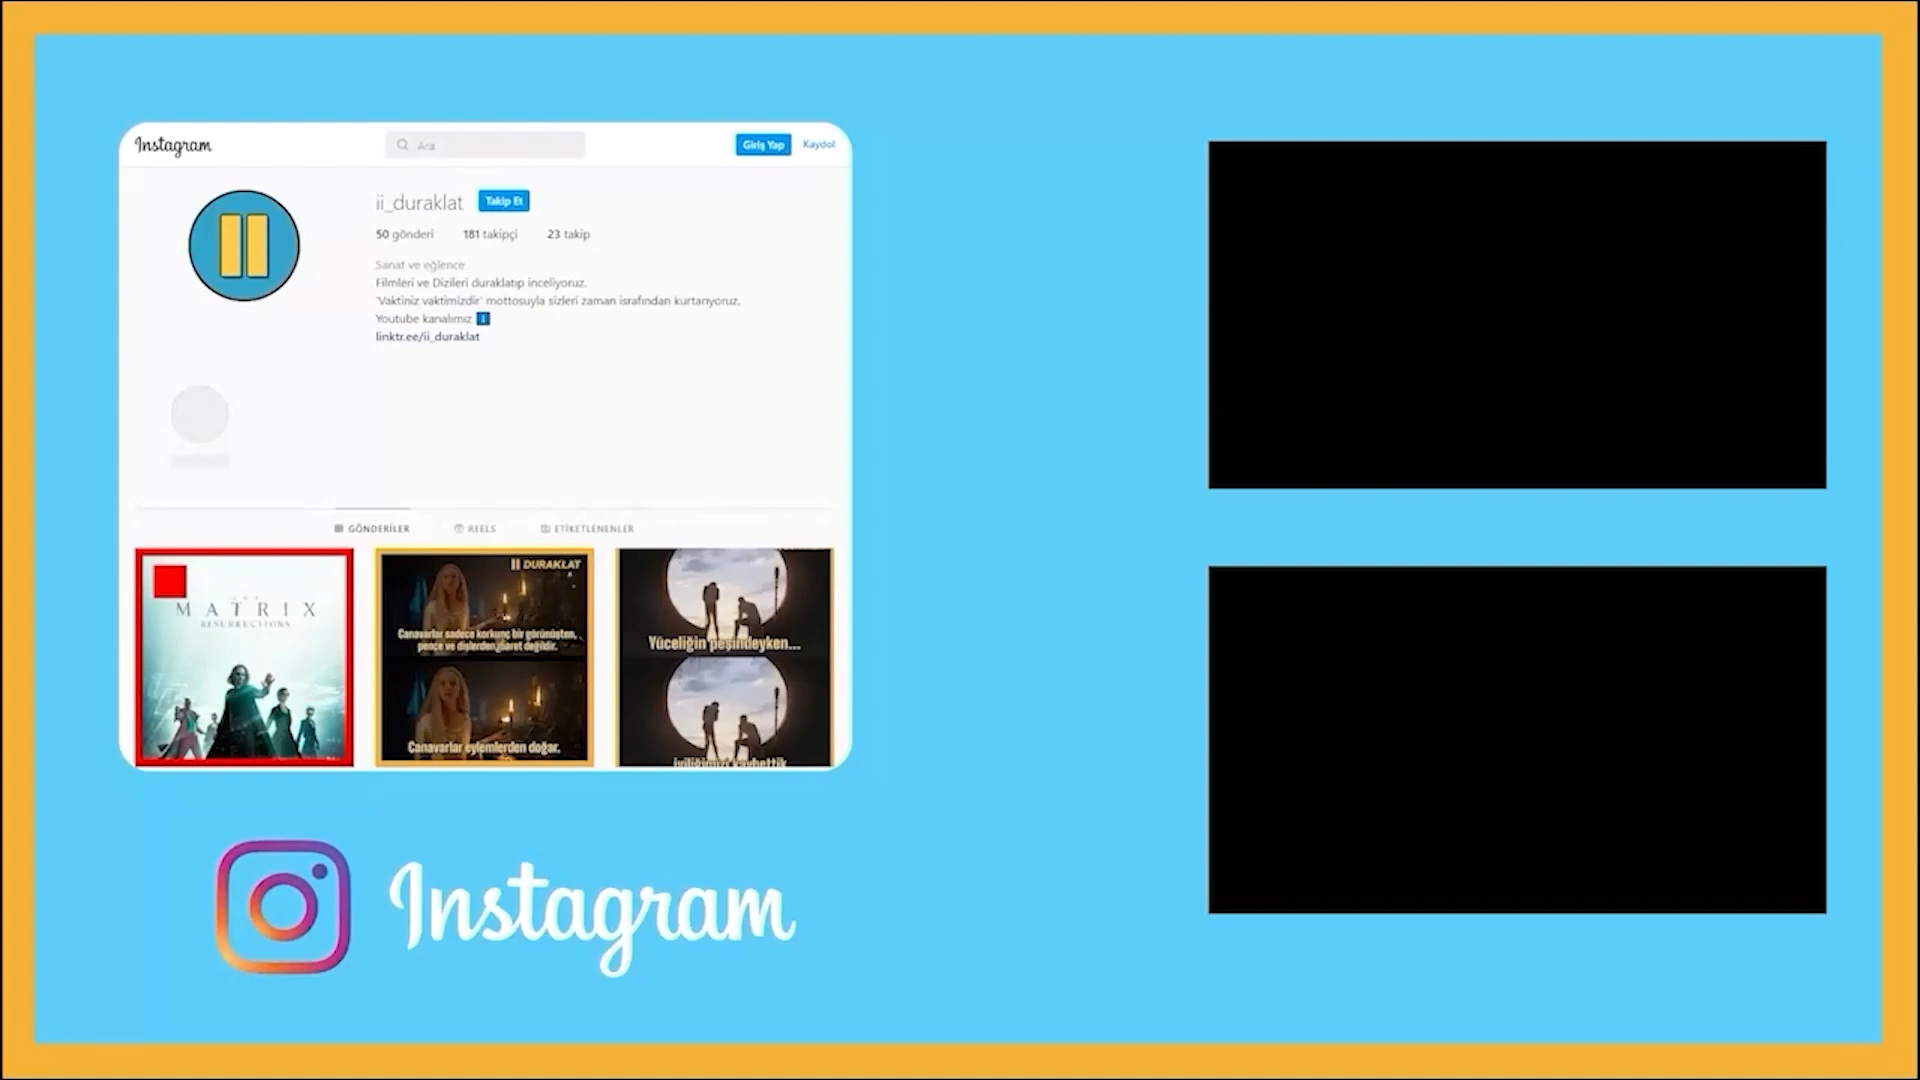 Instagram
Ara
Giriş Yap
Kaydol
ii_duraklat
Takip Et
50 gönderi 181 takipçi 23 takip
Sanat ve eğlence
Filmleri ve Dizileri duraklatıp inceliyoruz.
'Vaktiniz vaktimizdir' mottosuyla sizleri zaman israfından kurtarıyoruz.
Youtube kanalımız
linktr.ee/ii_duraklat
GÖNDERİLER
REELS
ETİKETLENENLER
MATRIX
RESURRECTIONS
DURAKLAT
Canavarlar sadece korkunç bir görünüşten,
pençe ve dişlerden ibaret değildir.
Canavarlar eylemlerden doğar.
Yüceliğin peşindeyken...
iyiliğimizi kaybettik
Instagram